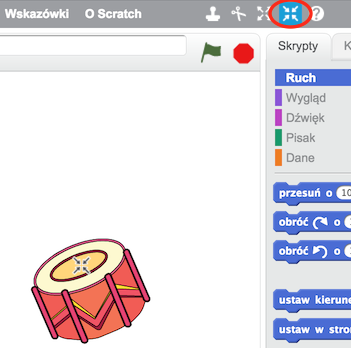 Wskazówki O Scratch
?
Skrypty K
Ruch
Wygląd
Dźwięk
Pisak
Dane
przesuń o 10
obróć o
obróć o
ustaw kierun
ustaw w stro